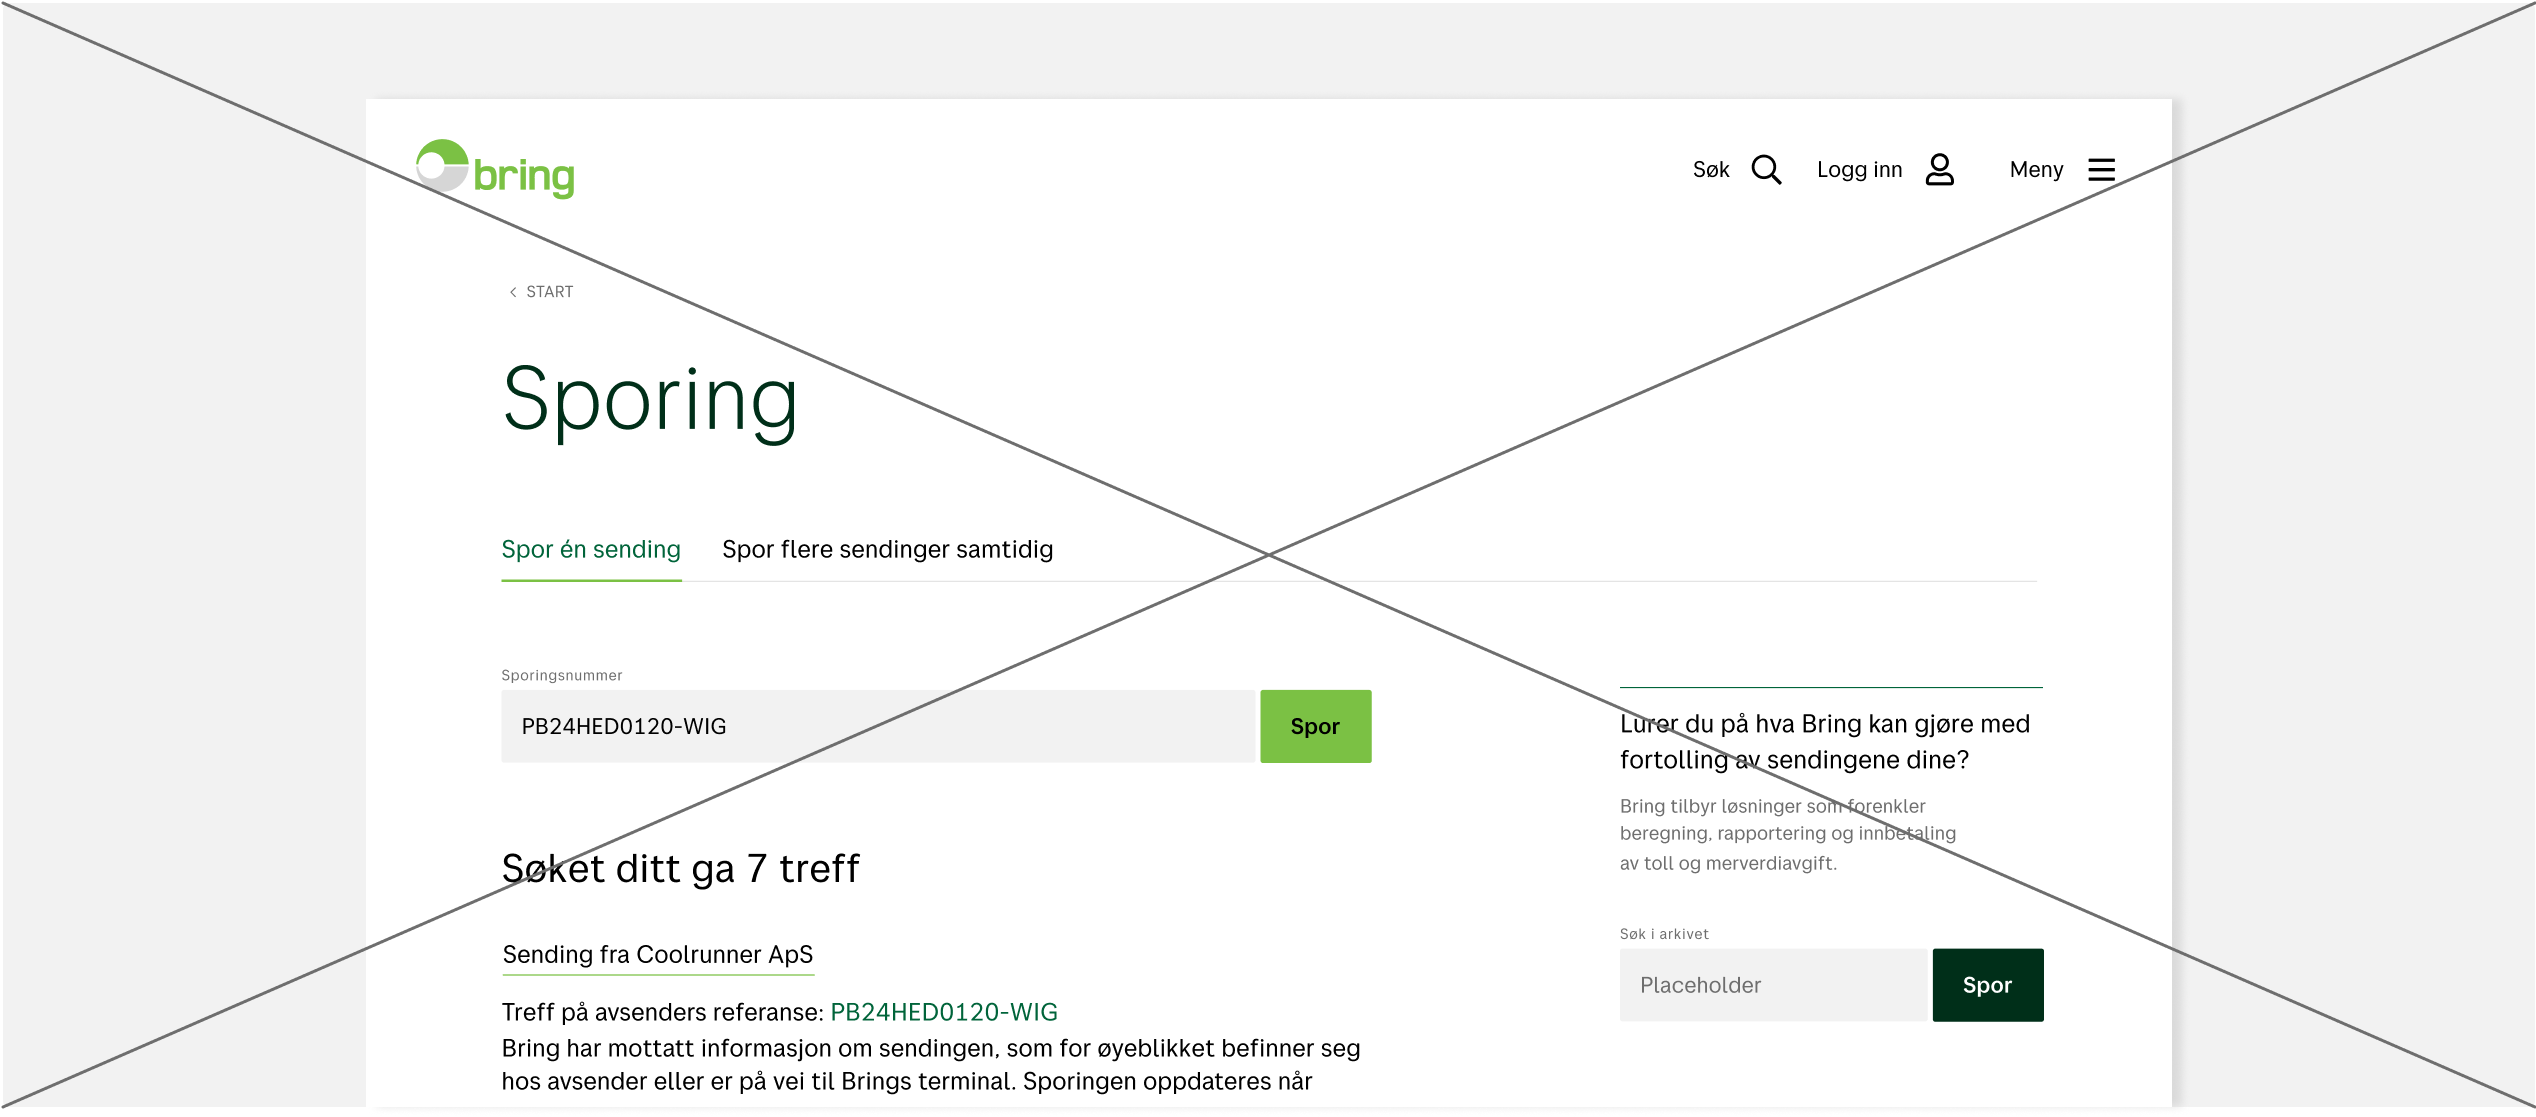 bring
Søk
Logg inn
Meny
START
Sporing
Spor én sending
Spor flere sendinger samtidig
Sporingsnummer
PB24HED0120-WIG
Spor
Søket ditt ga 7 treff
Sending fra Coolrunner ApS
Treff på avsenders referanse: PB24HED0120-WIG
Bring har mottatt informasjon om sendingen, som for øyeblikket befinner seg
hos avsender eller er på vei til Brings terminal. Sporingen oppdateres når
Lurer du på hva Bring kan gjøre med
fortolling av sendingene dine?
Bring tilbyr løsninger som forenkler
beregning, rapportering og innbetaling
av toll og merverdiavgift.
Søk i arkivet
Placeholder
Spor